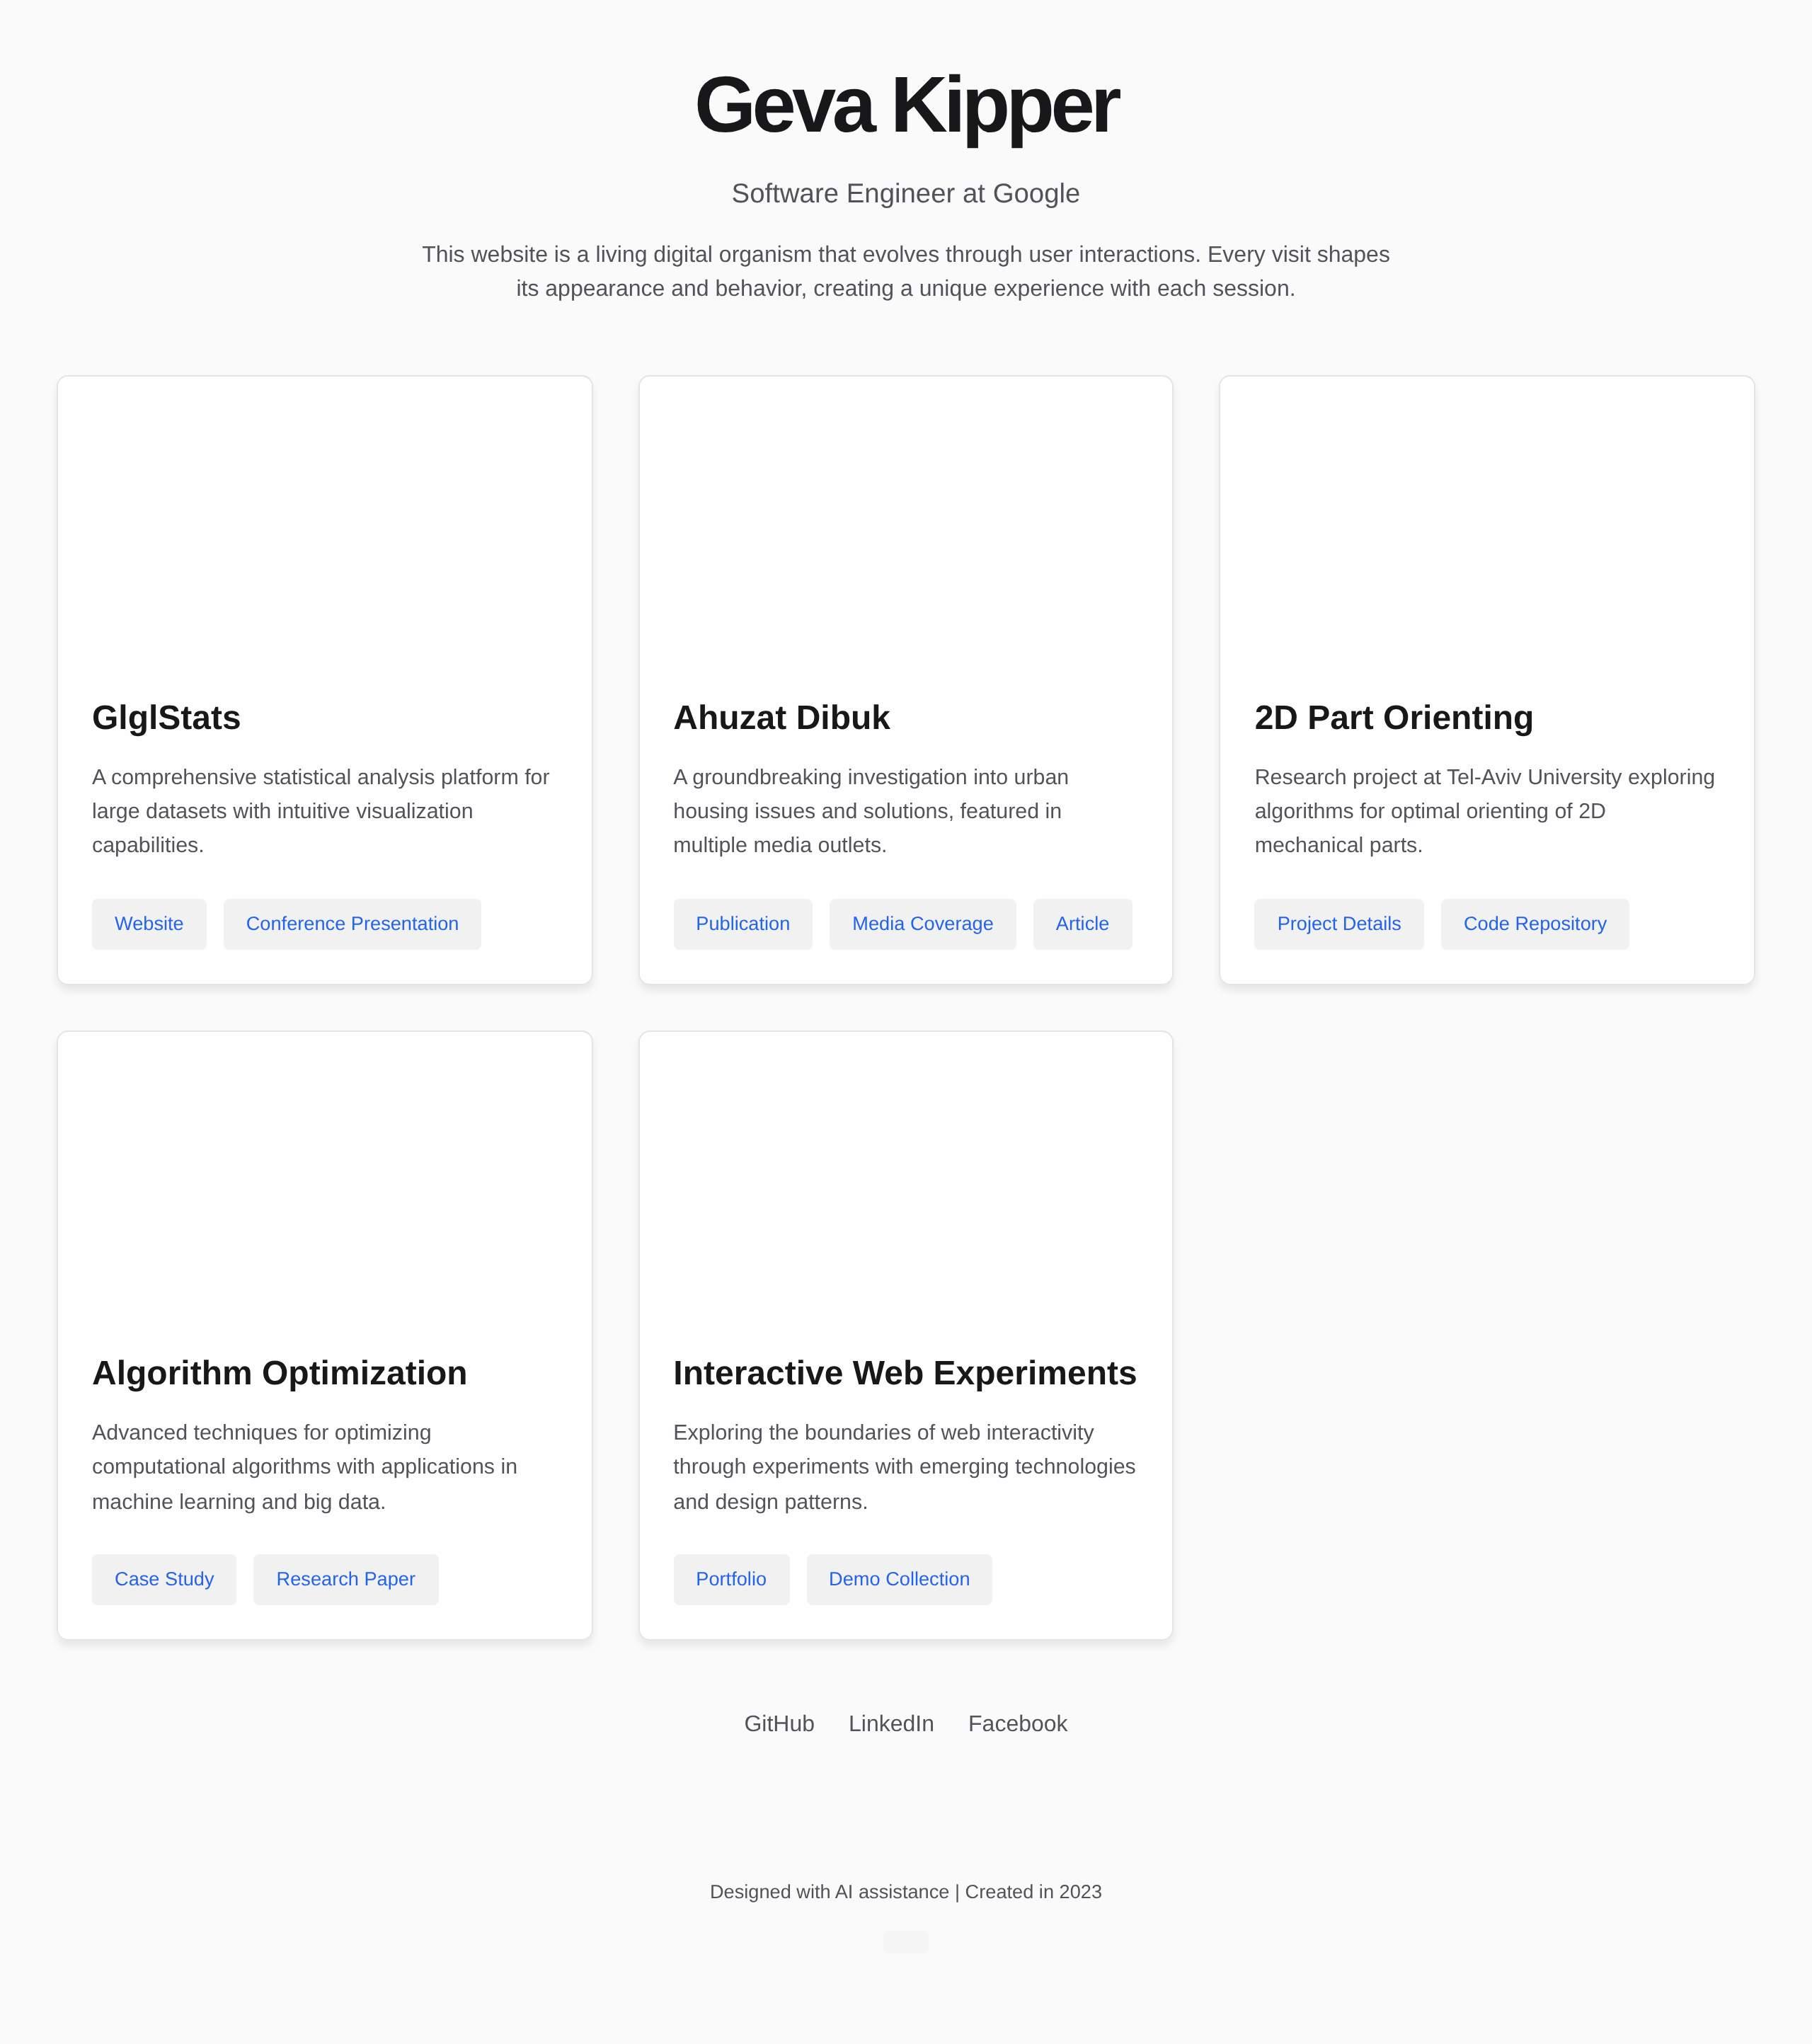 Geva Kipper
Software Engineer at Google
This website is a living digital organism that evolves through user interactions. Every visit shapes
its appearance and behavior, creating a unique experience with each session.
GlglStats
A comprehensive statistical analysis platform for
large datasets with intuitive visualization
capabilities.
Website
Conference Presentation
Ahuzat Dibuk
A groundbreaking investigation into urban
housing issues and solutions, featured in
multiple media outlets.
Publication
Media Coverage
Article
2D Part Orienting
Research project at Tel-Aviv University exploring
algorithms for optimal orienting of 2D
mechanical parts.
Project Details
Code Repository
Algorithm Optimization
Advanced techniques for optimizing
computational algorithms with applications in
machine learning and big data.
Case Study
Research Paper
Interactive Web Experiments
Exploring the boundaries of web interactivity
through experiments with emerging technologies
and design patterns.
Portfolio
Demo Collection
GitHub LinkedIn Facebook
Designed with AI assistance | Created in 2023